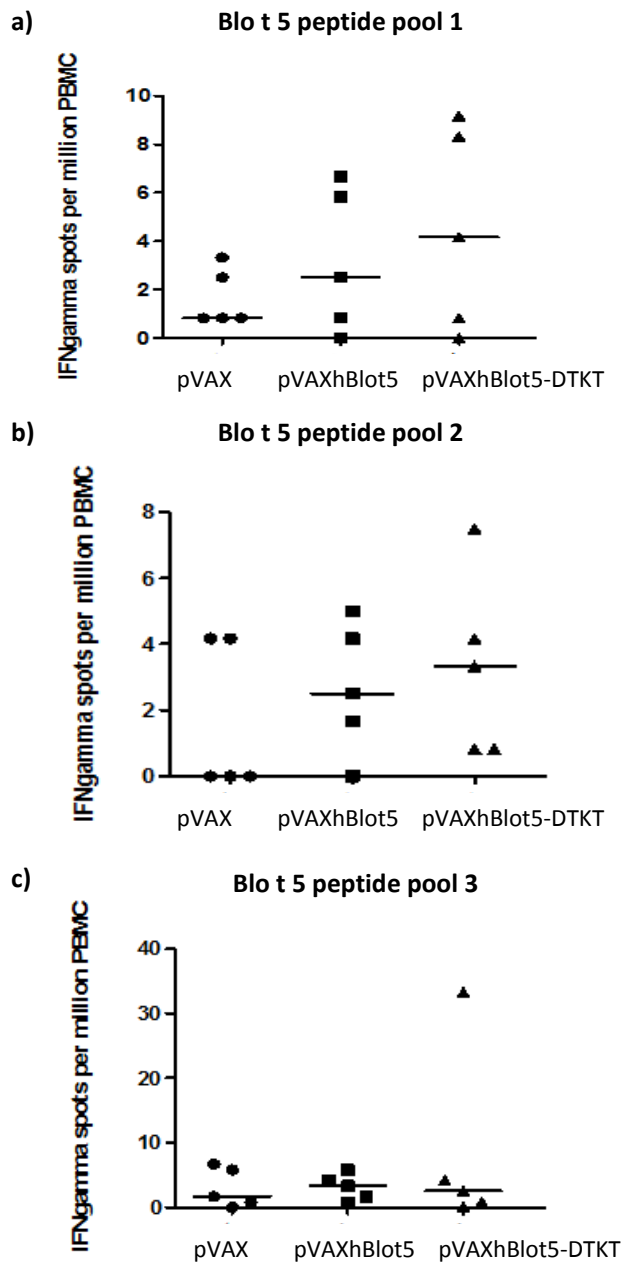 a)
Blo t 5 peptide pool 1
IFNgamma spots per million PBMC
10
8
6
4
2
0
pVAX pVAXhBlot5 pVAXhBlot5-DTKT
b)
Blo t 5 peptide pool 2
IFNgamma spots per million PBMC
8
6
4
2
0
pVAX pVAXhBlot5 pVAXhBlot5-DTKT
c)
Blo t 5 peptide pool 3
IFNgamma spots per million PBMC
40
30
20
10
0
pVAX pVAXhBlot5 pVAXhBlot5-DTKT